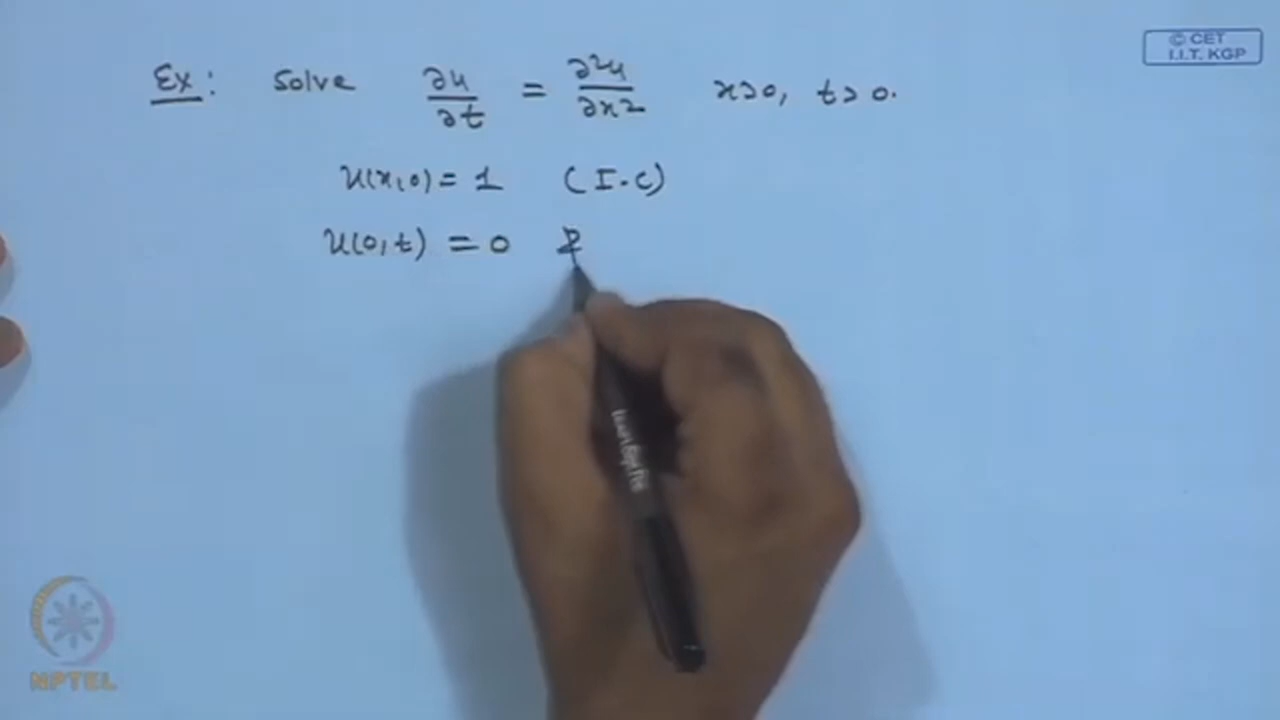 © CET
I.I.T. KGP
Ex: Solve ∂u/∂t = ∂²u/∂x² x>0, t>0.
u(x,0) = 1 (I.C)
u(0,t) = 0
NPTEL